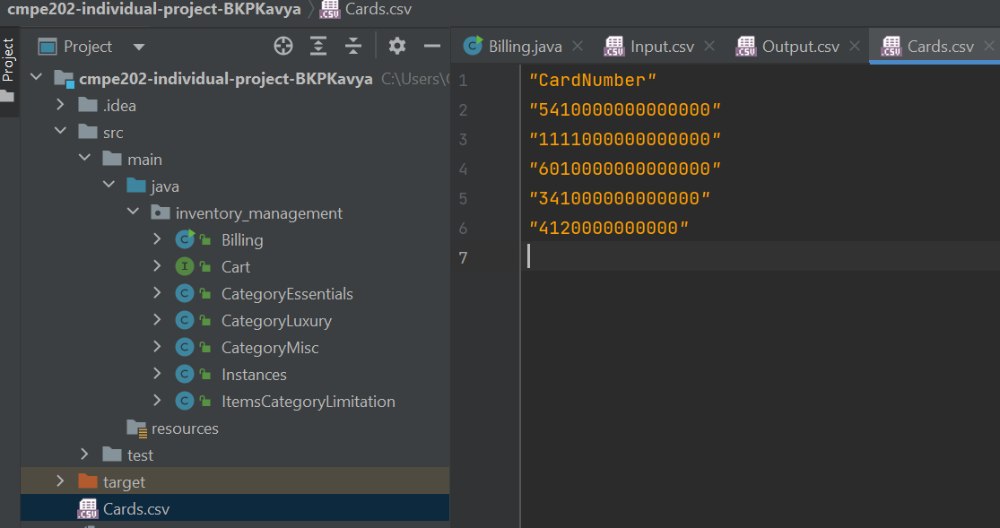 cmpe202-individual-project-BKPKavya
Cards.csv
Project
Project
cmpe202-individual-project-BKPKavya C:\Users\
.idea
src
main
java
inventory_management
Billing
Cart
CategoryEssentials
CategoryLuxury
CategoryMisc
Instances
ItemsCategoryLimitation
resources
test
target
Cards.csv
Billing.java
Input.csv
Output.csv
Cards.csv
1 "CardNumber"
2 "5410000000000000"
3 "1111000000000000"
4 "6010000000000000"
5 "341000000000000"
6 "4120000000000"
7